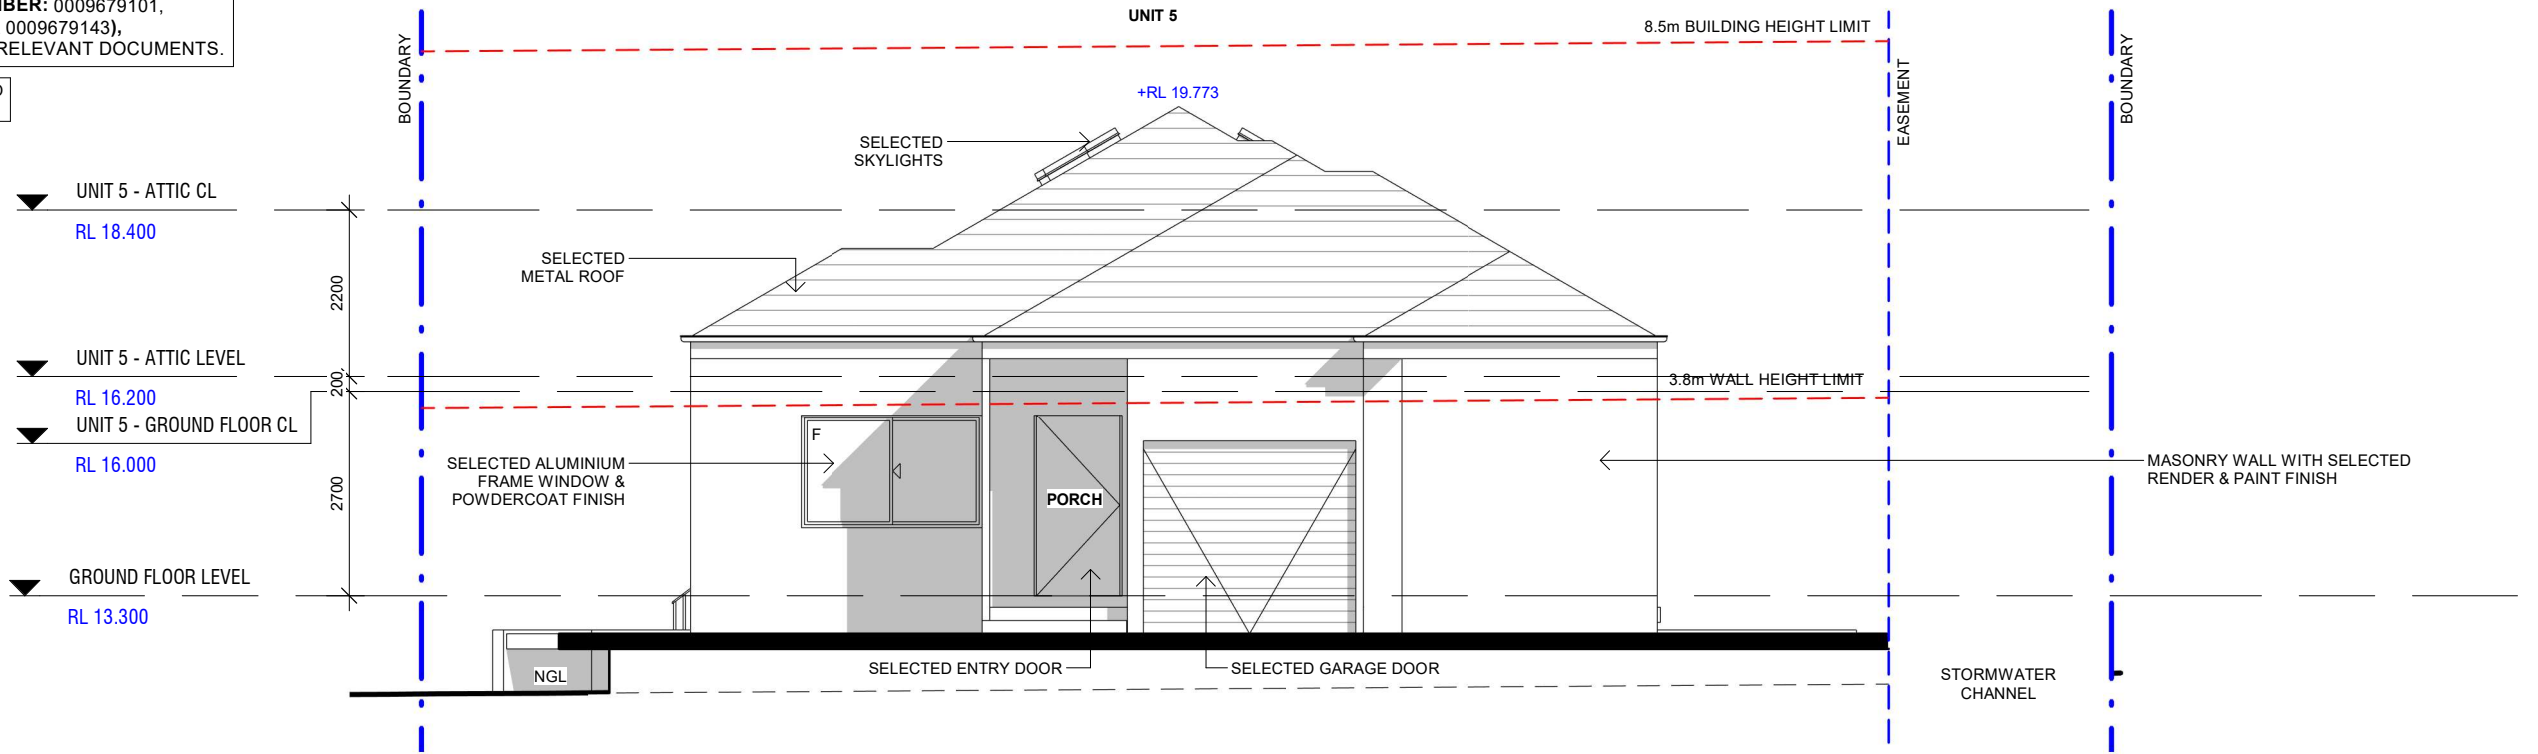 BER: 0009679101,
0009679143),
RELEVANT DOCUMENTS.
UNIT 5
8.5m BUILDING HEIGHT LIMIT
BOUNDARY
EASEMENT
BOUNDARY
+RL 19.773
SELECTED
SKYLIGHTS
UNIT 5 - ATTIC CL
RL 18.400
SELECTED
METAL ROOF
2200
UNIT 5 - ATTIC LEVEL
RL 16.200
200
3.8m WALL HEIGHT LIMIT
UNIT 5 - GROUND FLOOR CL
RL 16.000
F
SELECTED ALUMINIUM
FRAME WINDOW &
POWDERCOAT FINISH
MASONRY WALL WITH SELECTED
RENDER & PAINT FINISH
2700
PORCH
GROUND FLOOR LEVEL
RL 13.300
NGL
SELECTED ENTRY DOOR
SELECTED GARAGE DOOR
STORMWATER
CHANNEL